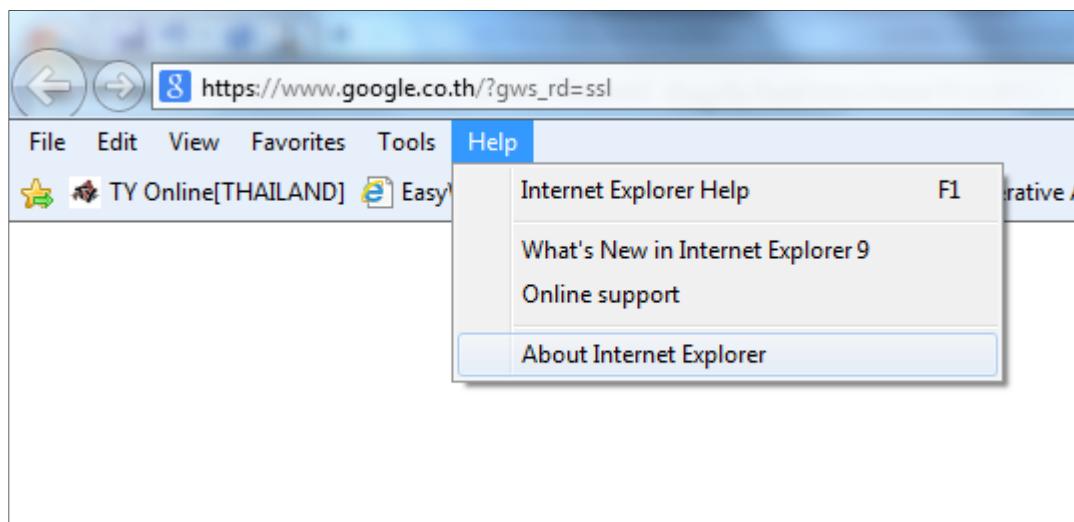 https://www.google.co.th/?gws_rd=ssl
File Edit View Favorites Tools Help
TY Online[THAILAND]
Internet Explorer Help F1
What's New in Internet Explorer 9
Online support
About Internet Explorer